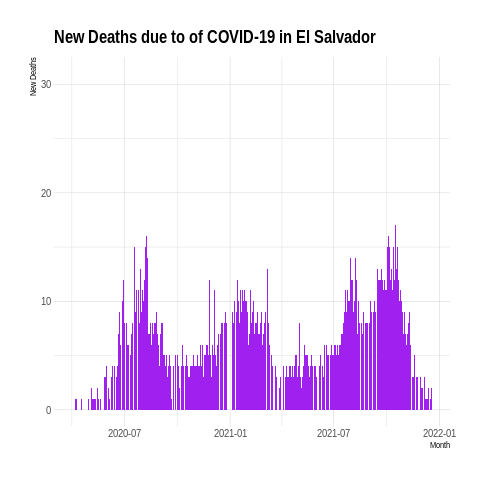 New Deaths due to of COVID-19 in El Salvador
New Deaths
30
20
10
0
2020-07
2021-01
2021-07
2022-01
Month